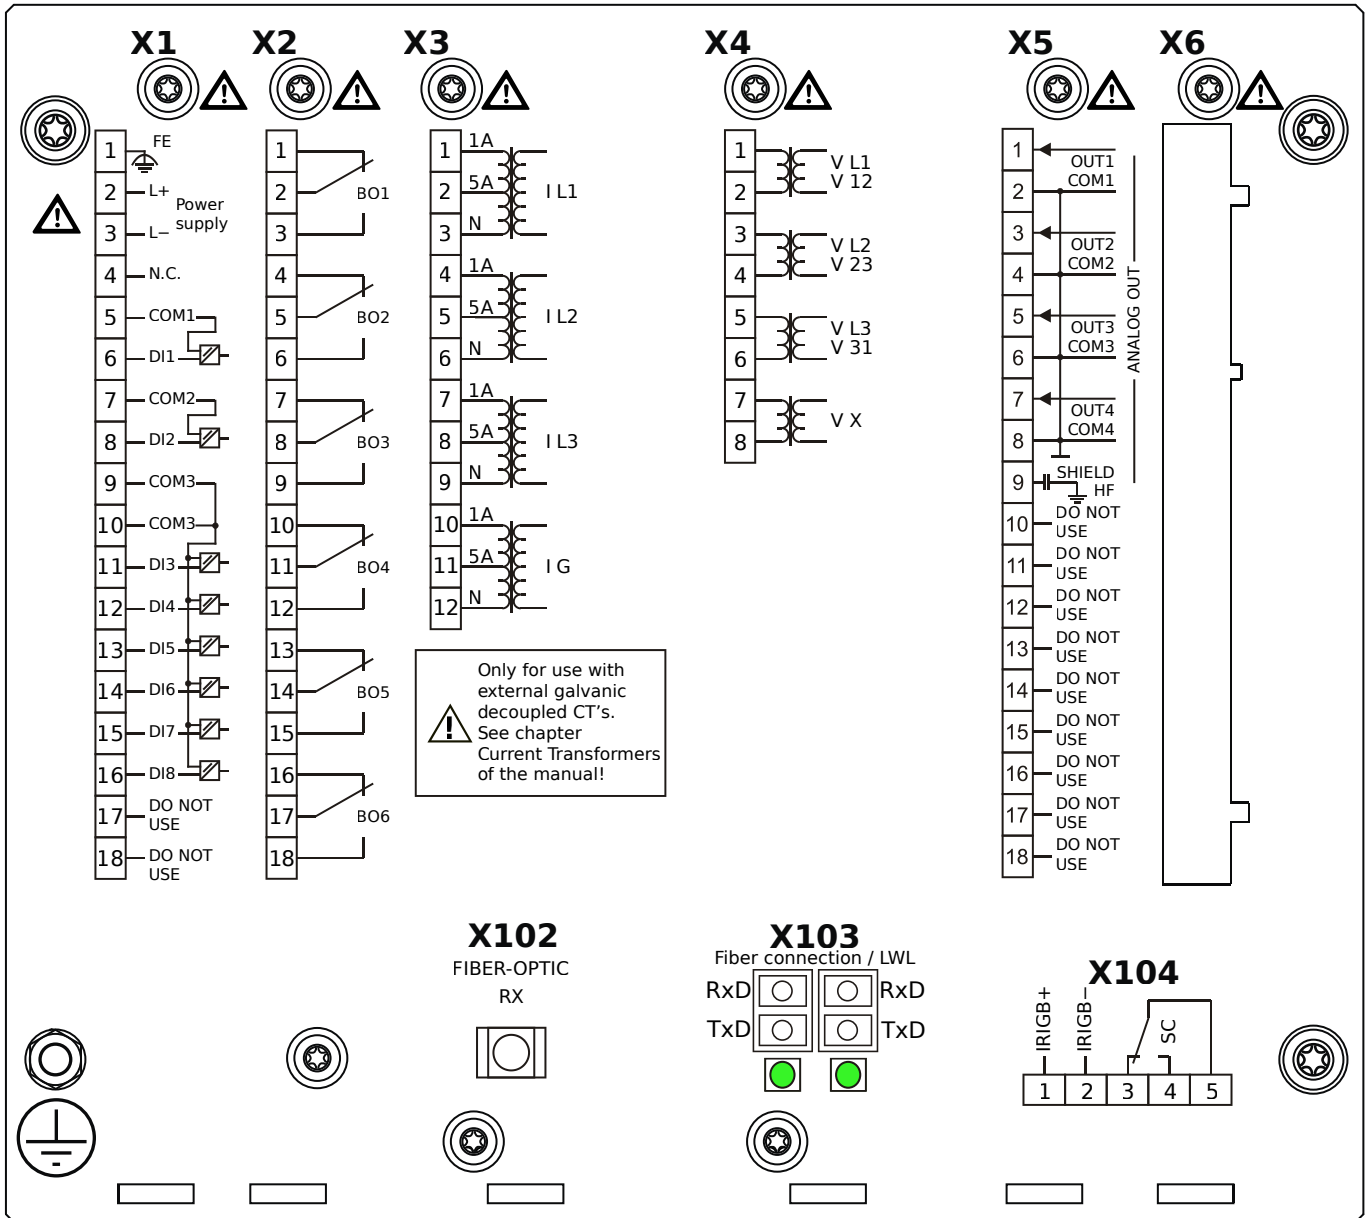 X1 X2 X3 X4 X5 X6
1 FE
2 L+
Power
supply
3 L−
4 N.C.
5 COM1
6 DI1
7 COM2
8 DI2
9 COM3
10 COM3
11 DI3
12 DI4
13 DI5
14 DI6
15 DI7
16 DI8
17 DO NOT
USE
18 DO NOT
USE
1
2 BO1
3
4
5 BO2
6
7
8 BO3
9
10
11 BO4
12
13
14 BO5
15
16
17 BO6
18
1 1A
2 5A I L1
3 N
4 1A
5 5A I L2
6 N
7 1A
8 5A I L3
9 N
10 1A
11 5A I G
12 N
Only for use with
external galvanic
decoupled CT's.
See chapter
Current Transformers
of the manual!
1 V L1
2 V 12
3 V L2
4 V 23
5 V L3
6 V 31
7 V X
8
1 OUT1
2 COM1
3 OUT2
4 COM2
5 OUT3
6 COM3
7 OUT4
8 COM4
ANALOG OUT
9 SHIELD
HF
10 DO NOT
USE
11 DO NOT
USE
12 DO NOT
USE
13 DO NOT
USE
14 DO NOT
USE
15 DO NOT
USE
16 DO NOT
USE
17 DO NOT
USE
18 DO NOT
USE
X102
FIBER-OPTIC
RX
X103
Fiber connection / LWL
RxD RxD
TxD TxD
X104
IRIGB+
IRIGB−
SC
1 2 3 4 5